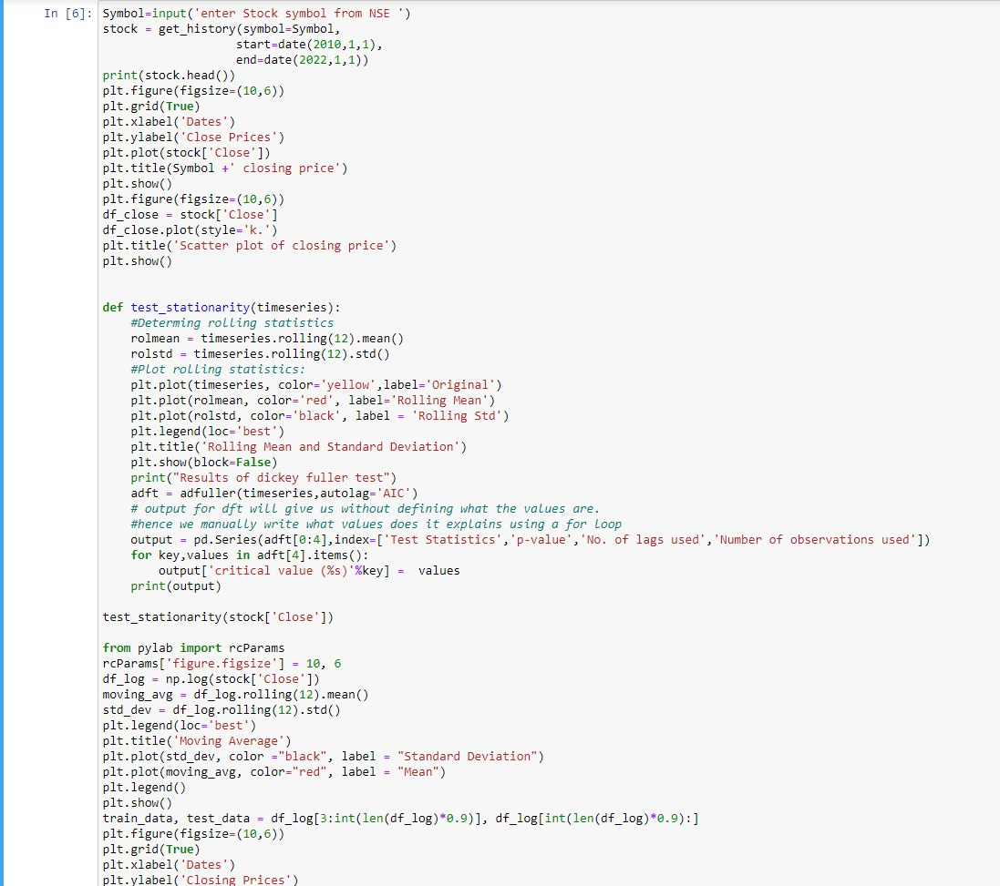 In [6]: Symbol=input('enter Stock symbol from NSE ')
stock = get_history(symbol=Symbol,
                   start=date(2010,1,1),
                   end=date(2022,1,1))
print(stock.head())
plt.figure(figsize=(10,6))
plt.grid(True)
plt.xlabel('Dates')
plt.ylabel('Close Prices')
plt.plot(stock['Close'])
plt.title(Symbol +' closing price')
plt.show()
plt.figure(figsize=(10,6))
df_close = stock['Close']
df_close.plot(style='k.')
plt.title('Scatter plot of closing price')
plt.show()
def test_stationarity(timeseries):
    #Determing rolling statistics
    rolmean = timeseries.rolling(12).mean()
    rolstd = timeseries.rolling(12).std()
    #Plot rolling statistics:
    plt.plot(timeseries, color='yellow',label='Original')
    plt.plot(rolmean, color='red', label='Rolling Mean')
    plt.plot(rolstd, color='black', label = 'Rolling Std')
    plt.legend(loc='best')
    plt.title('Rolling Mean and Standard Deviation')
    plt.show(block=False)
    print("Results of dickey fuller test")
    adft = adfuller(timeseries,autolag='AIC')
    # output for dft will give us without defining what the values are.
    #hence we manually write what values does it explains using a for loop
    output = pd.Series(adft[0:4],index=['Test Statistics','p-value','No. of lags used','Number of observations used'])
    for key,values in adft[4].items():
        output['critical value (%s)'%key] =  values
    print(output)
test_stationarity(stock['Close'])
from pylab import rcParams
rcParams['figure.figsize'] = 10, 6
df_log = np.log(stock['Close'])
moving_avg = df_log.rolling(12).mean()
std_dev = df_log.rolling(12).std()
plt.legend(loc='best')
plt.title('Moving Average')
plt.plot(std_dev, color ="black", label = "Standard Deviation")
plt.plot(moving_avg, color="red", label = "Mean")
plt.legend()
plt.show()
train_data, test_data = df_log[3:int(len(df_log)*0.9)], df_log[int(len(df_log)*0.9):]
plt.figure(figsize=(10,6))
plt.grid(True)
plt.xlabel('Dates')
plt.ylabel('Closing Prices')